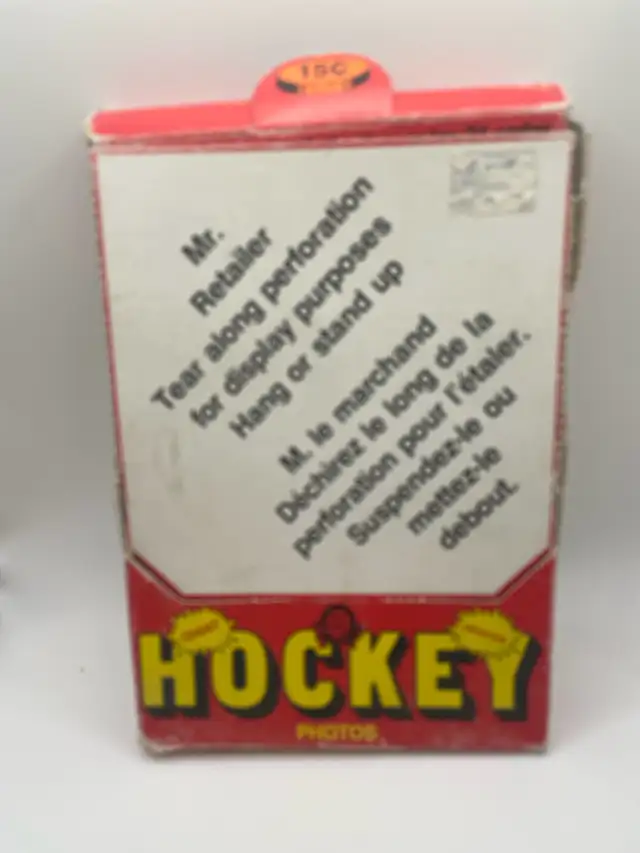 15¢
Mr.
Retailer
Tear along perforation
for display purposes
Hang or stand up
M. le marchand
Déchirez le long de la
perforation pour l'étaler.
Suspendez-le ou
mettez-le
debout.
HOCKEY
PHOTOS